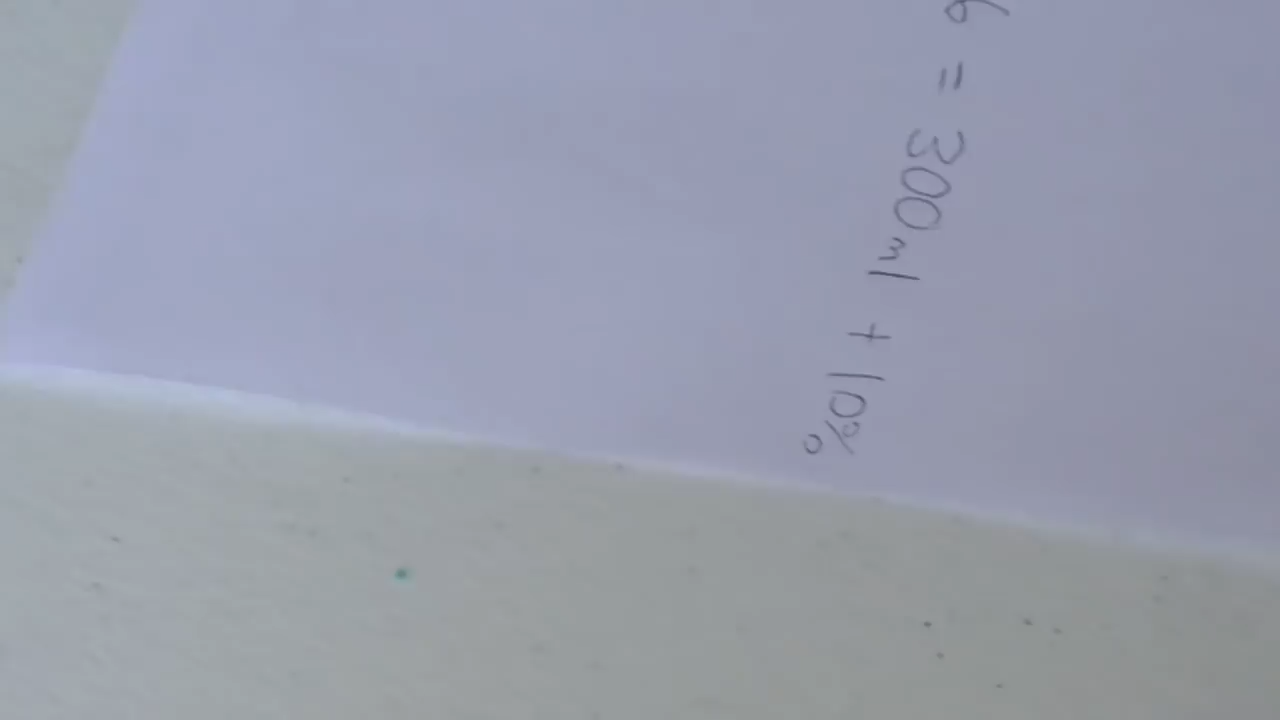 = 300ml + 10%